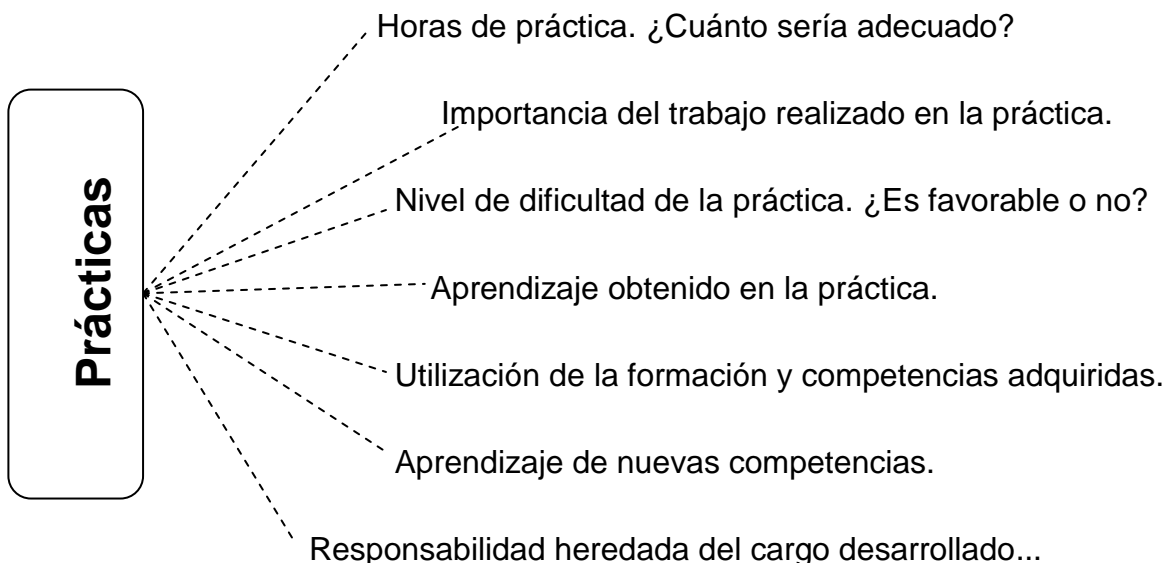 Prácticas
Horas de práctica. ¿Cuánto sería adecuado?
Importancia del trabajo realizado en la práctica.
Nivel de dificultad de la práctica. ¿Es favorable o no?
Aprendizaje obtenido en la práctica.
Utilización de la formación y competencias adquiridas.
Aprendizaje de nuevas competencias.
Responsabilidad heredada del cargo desarrollado...